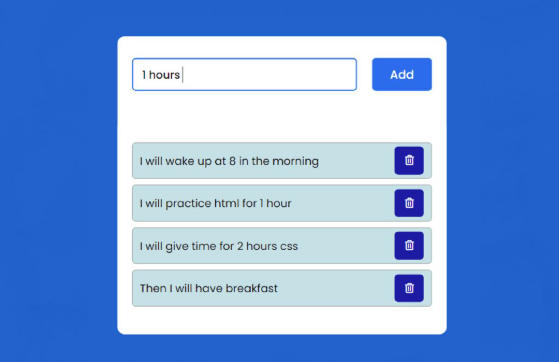 1 hours
Add
I will wake up at 8 in the morning
I will practice html for 1 hour
I will give time for 2 hours css
Then I will have breakfast